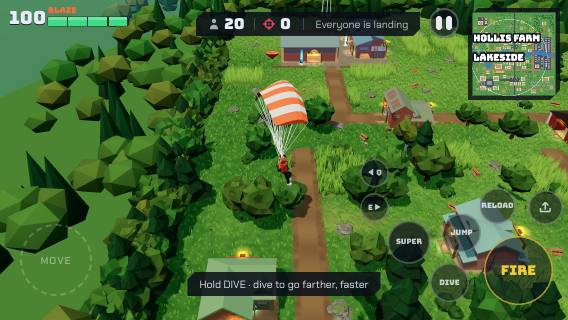 100 BLAZE
20 0 Everyone is landing
HOLLIS FARM
LAKESIDE
Q
E
RELOAD
JUMP
SUPER
MOVE
FIRE
DIVE
Hold DIVE · dive to go farther, faster